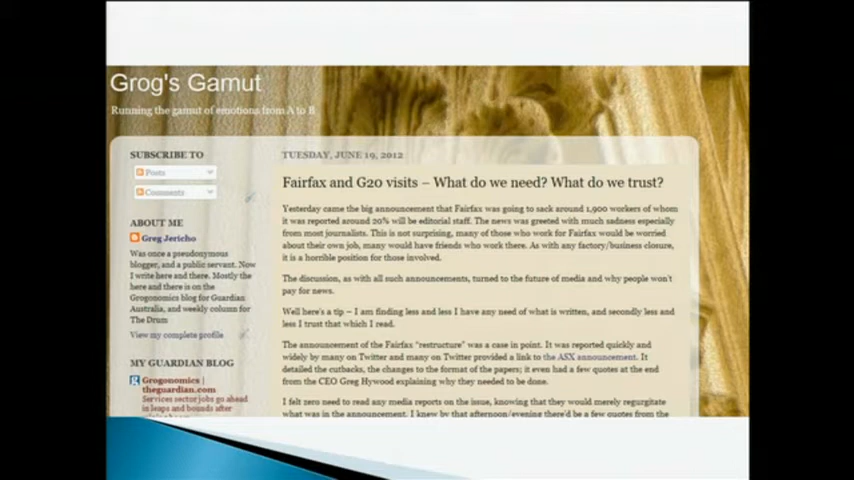 Grog's Gamut
Running the gamut of emotions from A to B
SUBSCRIBE TO
Posts
Comments
ABOUT ME
Greg Jericho
Was once a pseudonymous
blogger, and a public servant. Now
I write here and there. Mostly the
here and there is on the
Grogonomics blog for Guardian
Australia, and weekly column for
The Drum
View my complete profile
MY GUARDIAN BLOG
Grogonomics |
theguardian.com
Services sector jobs go ahead
in leaps and bounds after
TUESDAY, JUNE 19, 2012
Fairfax and G20 visits – What do we need? What do we trust?
Yesterday came the big announcement that Fairfax was going to sack around 1,900 workers of whom
it was reported around 20% will be editorial staff. The news was greeted with much sadness especially
from most journalists. This is not surprising, many of those who work for Fairfax would be worried
about their own job, many would have friends who work there. As with any factory/business closure,
it is a horrible position for those involved.
The discussion, as with all such announcements, turned to the future of media and why people won't
pay for news.
Well here's a tip – I am finding less and less I have any need of what is written, and secondly less and
less I trust that which I read.
The announcement of the Fairfax "restructure" was a case in point. It was reported quickly and
widely by many on Twitter and many on Twitter provided a link to the ASX announcement. It
detailed the cutbacks, the changes to the format of the papers; it even had a few quotes at the end
from the CEO Greg Hywood explaining why they needed to be done.
I felt zero need to read any media reports on the issue, knowing that they would merely regurgitate
what was in the announcement. I knew by that afternoon/evening there'd be a few quotes from the